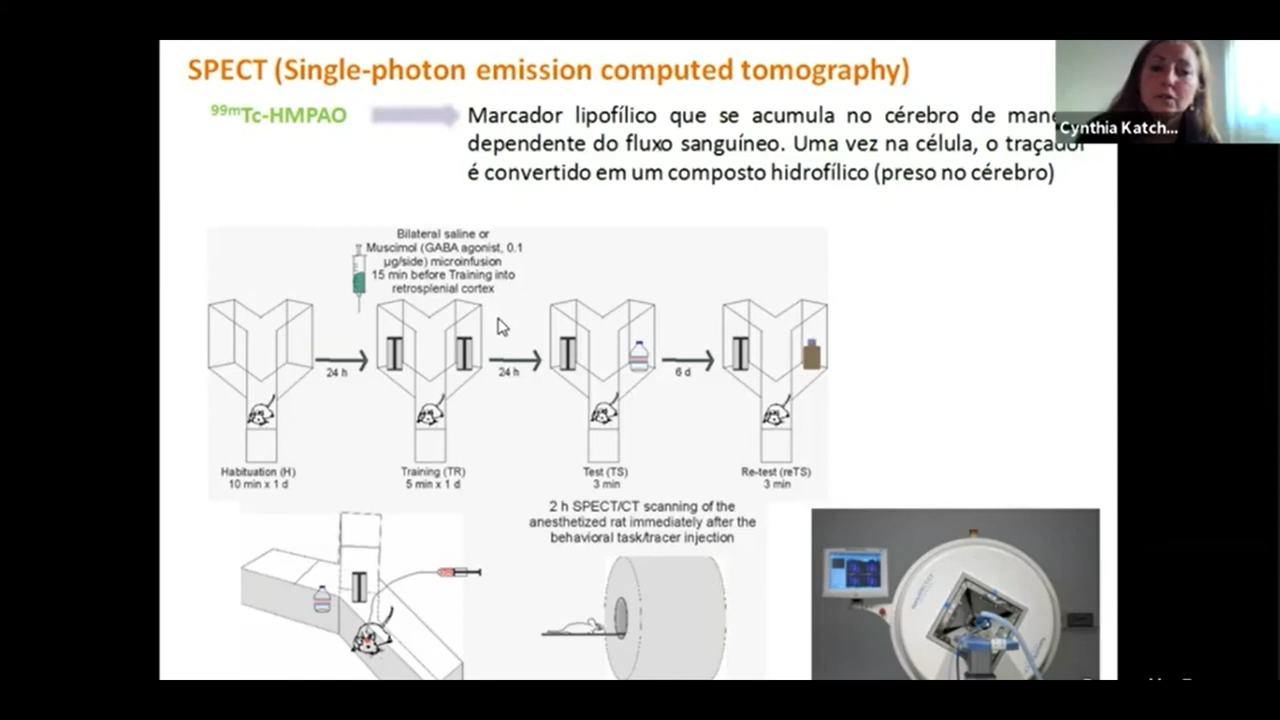 SPECT (Single-photon emission computed tomography)
99mTc-HMPAO
Marcador lipofílico que se acumula no cérebro de mane
dependente do fluxo sanguíneo. Uma vez na célula, o traçador
é convertido em um composto hidrofílico (preso no cérebro)
Cynthia Katch...
Bilateral saline or
Muscimol (GABA agonist, 0.1
µg/side) microinfusion
15 min before Training into
retrosplenial cortex
24 h
24 h
6 d
Habituation (H)
10 min x 1 d
Training (TR)
5 min x 1 d
Test (TS)
3 min
Re-test (reTS)
3 min
2 h SPECT/CT scanning of the
anesthetized rat immediately after the
behavioral task/tracer injection